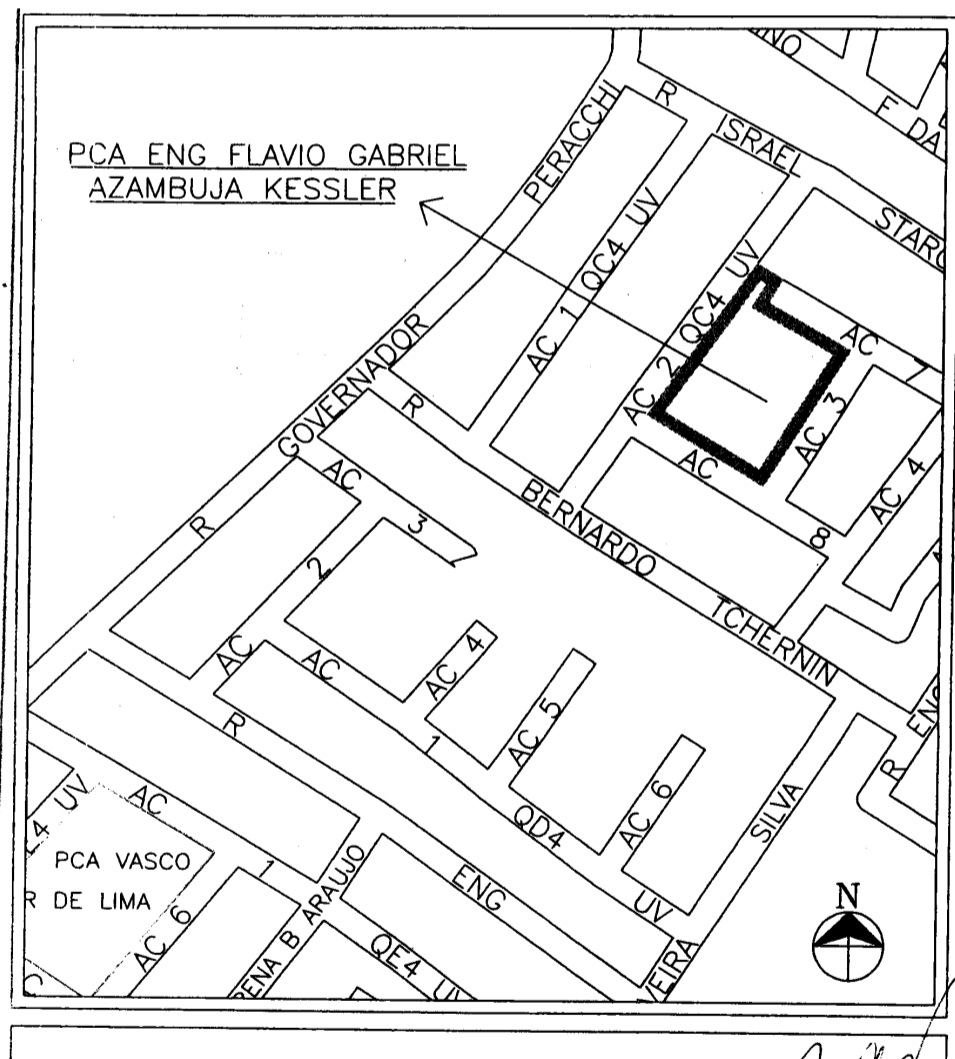 PCA ENG FLAVIO GABRIEL
AZAMBUJA KESSLER
R GOVERNADOR PERACCHI
R ISRAEL
F DA
AC 1 QC4 UV
AC 2 QC4 UV
AC 7
AC 3
AC 4
AC 8
R BERNARDO TCHERNIN
AC 3
AC 2
AC 1 QD4 UV
AC 4
AC 5
AC 6
R ENG
SILVA
R ENG
N
PCA VASCO
R DE LIMA
AC 1
UV
AC 6
B ARAUJO
QE4 UV